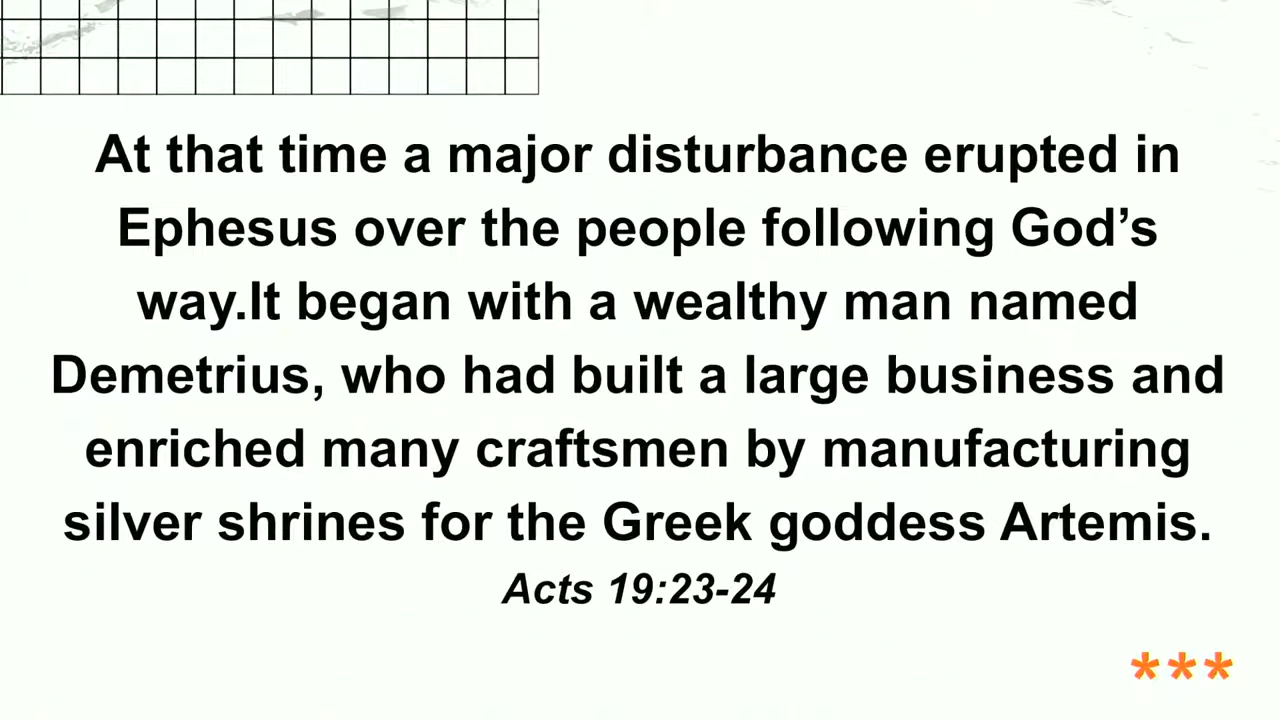 At that time a major disturbance erupted in
Ephesus over the people following God’s
way.It began with a wealthy man named
Demetrius, who had built a large business and
enriched many craftsmen by manufacturing
silver shrines for the Greek goddess Artemis.
Acts 19:23-24
***